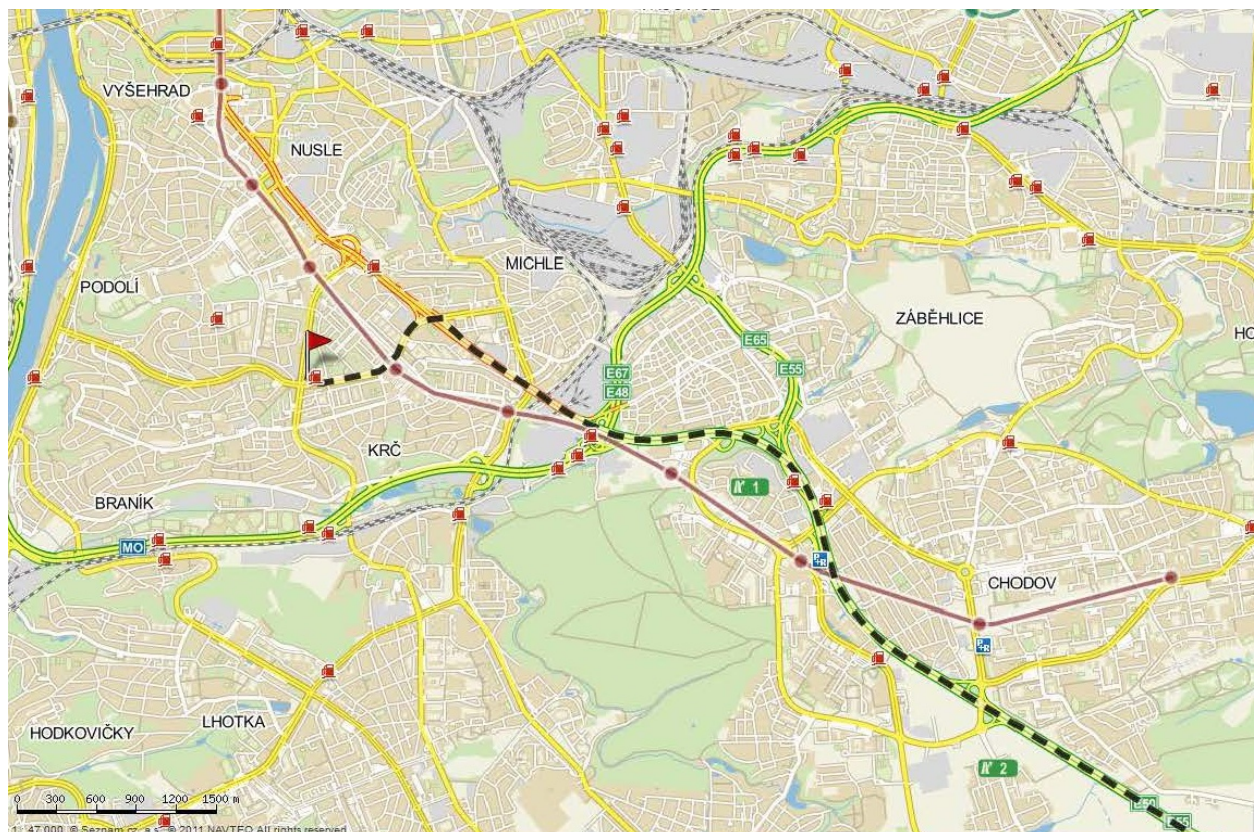 VYŠEHRAD
NUSLE
MICHLE
PODOLÍ
ZÁBĚHLICE
E65
E67
E55
E48
KRČ
1
BRANÍK
MO
P+R
CHODOV
P+R
LHOTKA
HODKOVIČKY
2
0 300 600 900 1200 1500 m
E50
E55
1: 47 000 © Seznam.cz, a.s., © 2011 NAVTEQ All rights reserved